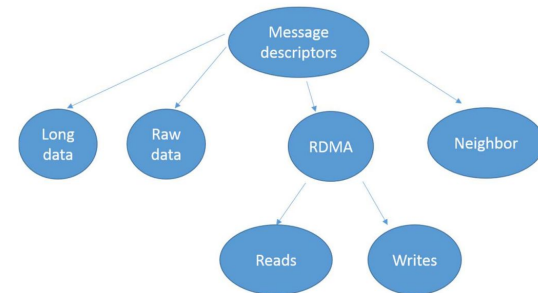 Message
descriptors
Long
data
Raw
data
RDMA
Neighbor
Reads
Writes